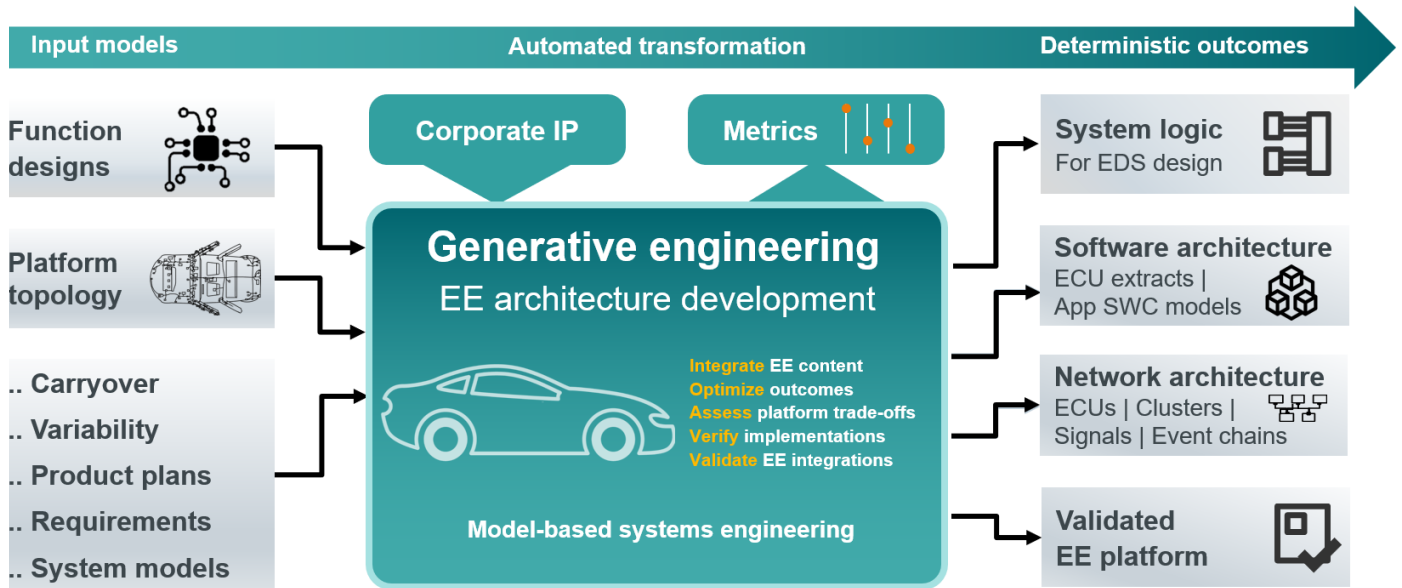 Input models
Automated transformation
Deterministic outcomes
Function
designs
Platform
topology
.. Carryover
.. Variability
.. Product plans
.. Requirements
.. System models
Corporate IP
Metrics
Generative engineering
EE architecture development
Integrate EE content
Optimize outcomes
Assess platform trade-offs
Verify implementations
Validate EE integrations
Model-based systems engineering
System logic
For EDS design
Software architecture
ECU extracts |
App SWC models
Network architecture
ECUs | Clusters |
Signals | Event chains
Validated
EE platform